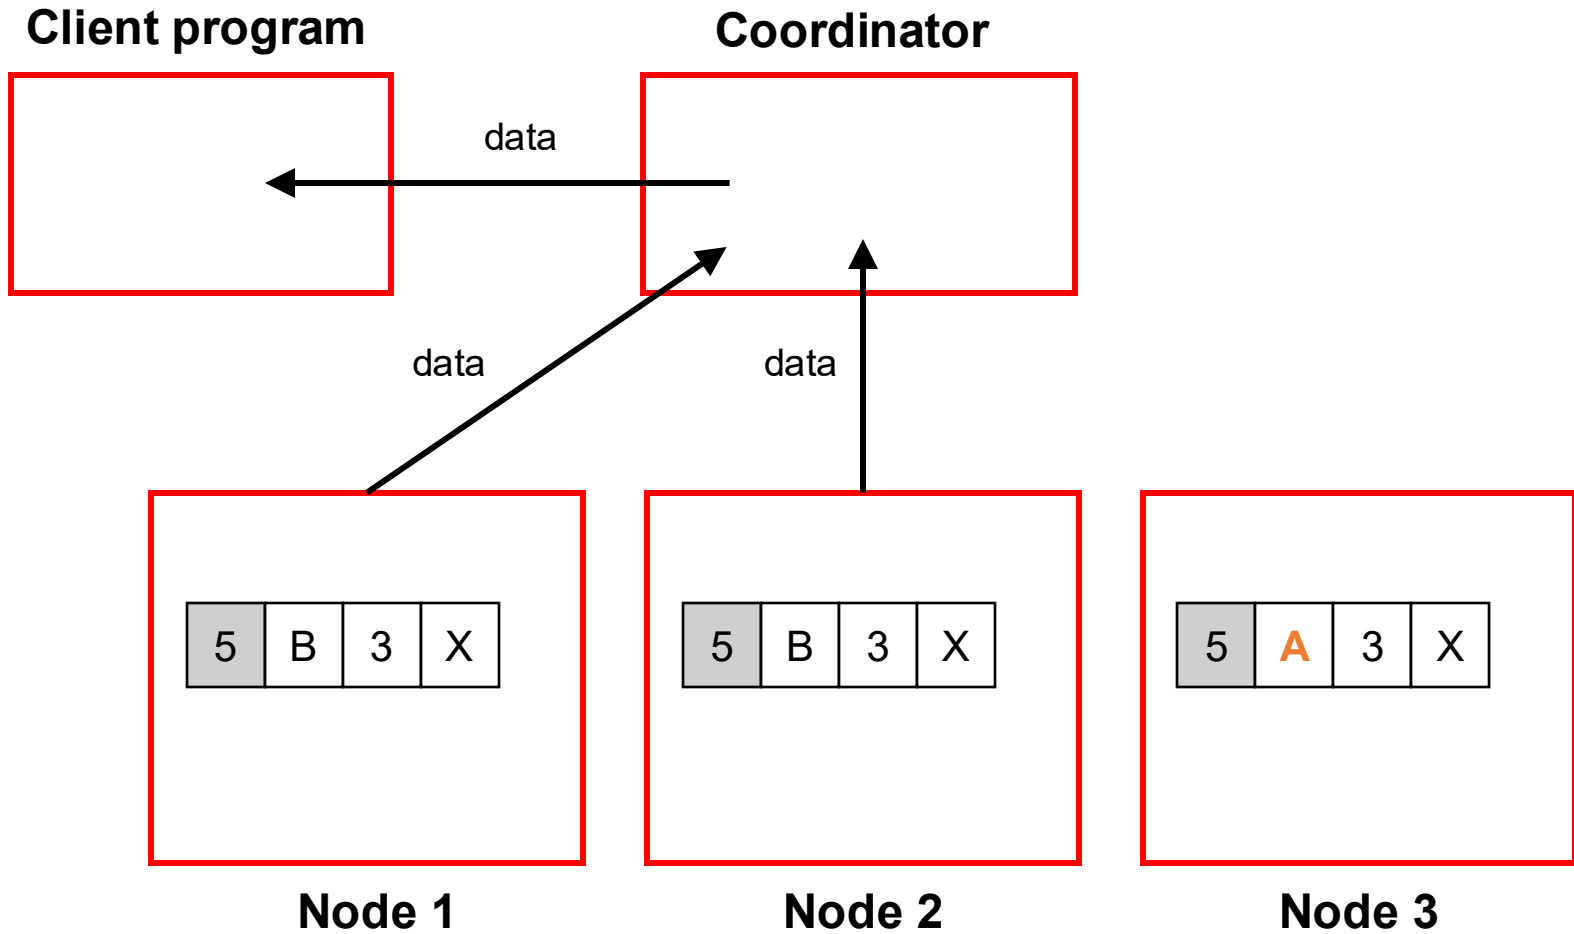 Client program
Coordinator
data
data
data
5 B 3 X
5 B 3 X
5 A 3 X
Node 1
Node 2
Node 3